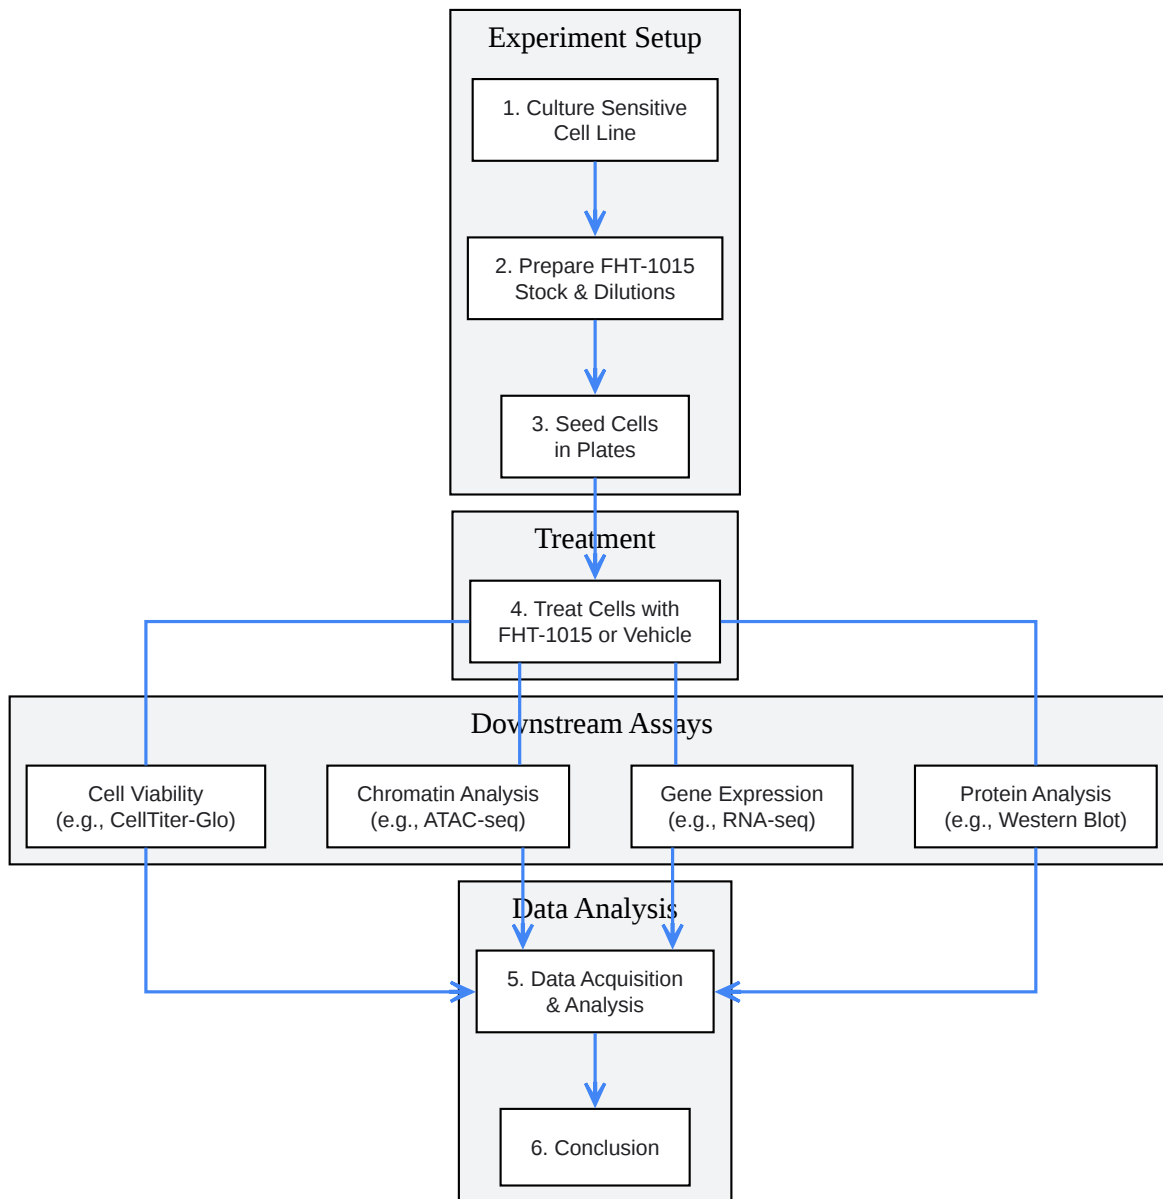 Experiment Setup
1. Culture Sensitive
Cell Line
2. Prepare FHT-1015
Stock & Dilutions
3. Seed Cells
in Plates
Treatment
4. Treat Cells with
FHT-1015 or Vehicle
Downstream Assays
Cell Viability
(e.g., CellTiter-Glo)
Chromatin Analysis
(e.g., ATAC-seq)
Gene Expression
(e.g., RNA-seq)
Protein Analysis
(e.g., Western Blot)
Data Analysis
5. Data Acquisition
& Analysis
6. Conclusion